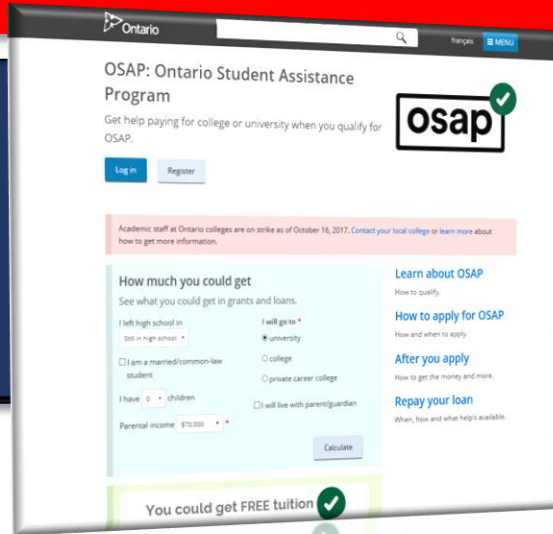 Ontario
français MENU
OSAP: Ontario Student Assistance
Program
Get help paying for college or university when you qualify for
OSAP.
osap
Log in Register
Academic staff at Ontario colleges are on strike as of October 16, 2017. Contact your local college or learn more about
how to get more information.
How much you could get
See what you could get in grants and loans.
I left high school in
Still in high school
I am a married/common-law
student
I have 0 children
Parental income $70,000 *
I will go to *
university
college
private career college
I will live with parent/guardian
Calculate
Learn about OSAP
How to qualify.
How to apply for OSAP
How and when to apply.
After you apply
How to get the money and more.
Repay your loan
When, how and what help's available.
You could get FREE tuition